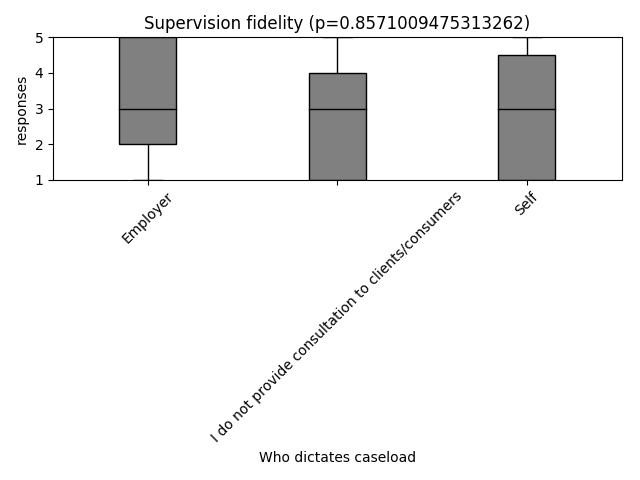 Supervision fidelity (p=0.8571009475313262)
responses
5
4
3
2
1
Employer
I do not provide consultation to clients/consumers
Self
Who dictates caseload